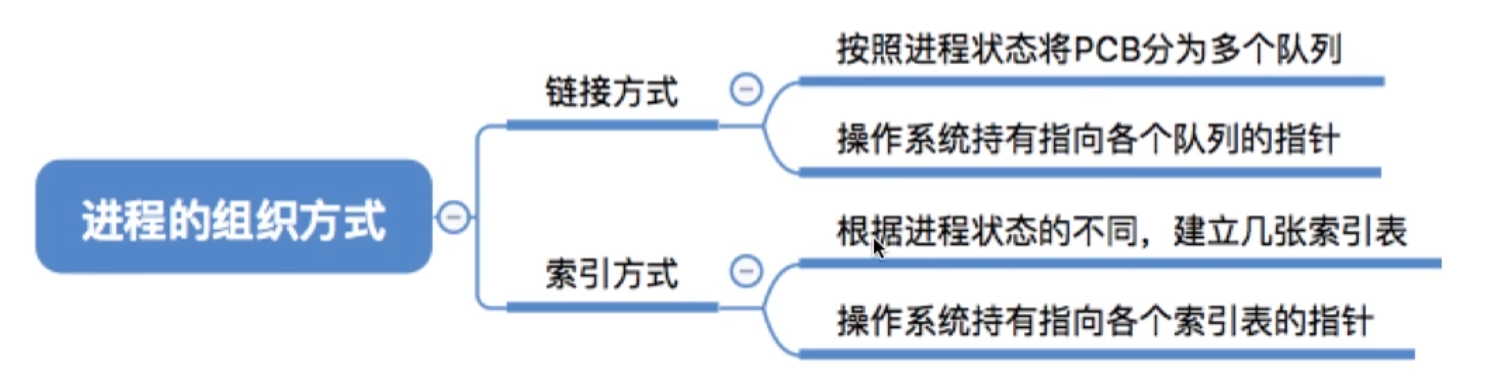 进程的组织方式
链接方式
按照进程状态将PCB分为多个队列
操作系统持有指向各个队列的指针
索引方式
根据进程状态的不同，建立几张索引表
操作系统持有指向各个索引表的指针